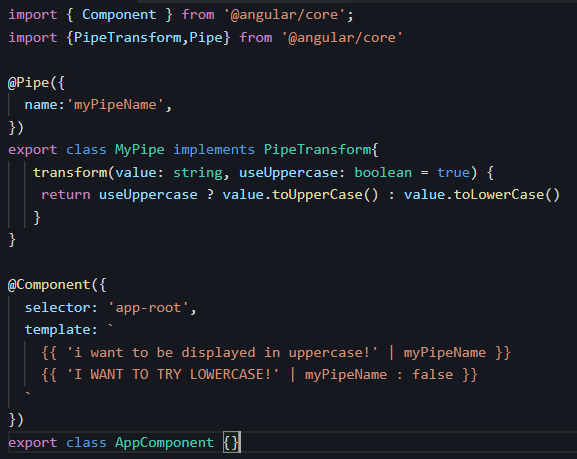 import { Component } from '@angular/core';
import {PipeTransform,Pipe} from '@angular/core'
@Pipe({
name:'myPipeName',
})
export class MyPipe implements PipeTransform{
transform(value: string, useUppercase: boolean = true) {
return useUppercase ? value.toUpperCase() : value.toLowerCase()
}
}
@Component({
selector: 'app-root',
template: `
{{ 'i want to be displayed in uppercase!' | myPipeName }}
{{ 'I WANT TO TRY LOWERCASE!' | myPipeName : false }}
`
})
export class AppComponent {}